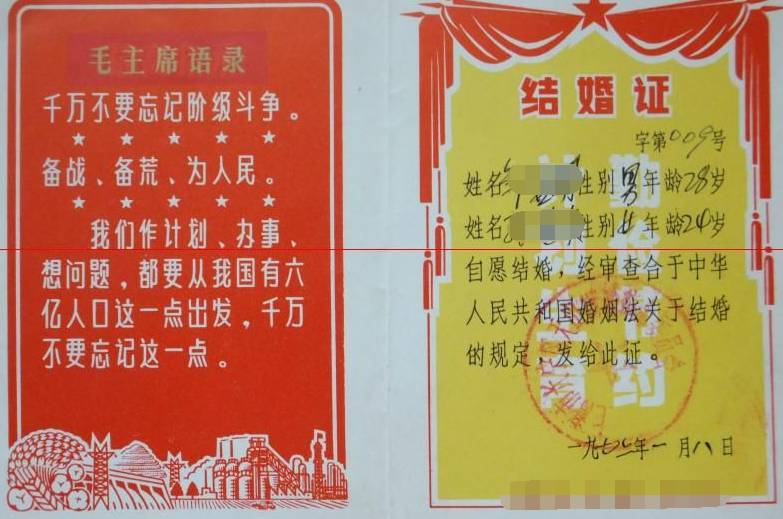 毛主席语录
千万不要忘记阶级斗争。
备战、备荒、为人民。
我们作计划、办事、
想问题，都要从我国有六
亿人口这一点出发，千万
不要忘记这一点。
结婚证
字第009号
姓名 性别男年龄28岁
姓名 性别女年龄24岁
自愿结婚，经审查合于中华
人民共和国婚姻法关于结婚
的规定，发给此证。
一九七 年一月八日